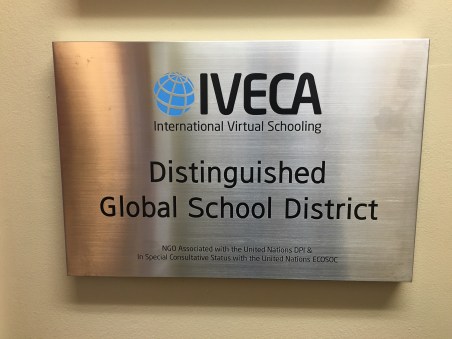 IVECA
International Virtual Schooling
Distinguished
Global School District
NGO Associated with the United Nations DPI &
In Special Consultative Status with the United Nations ECOSOC